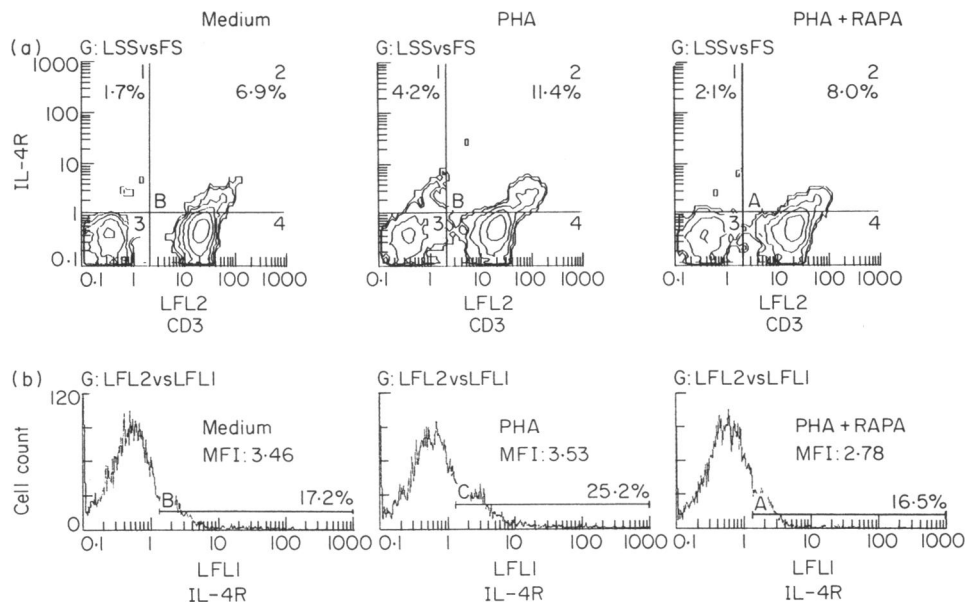 Medium PHA PHA + RAPA
(a) G: LSSvsFS G: LSSvsFS G: LSSvsFS
1000 1 2 1 2 1 2
1·7% 6·9% 4·2% 11·4% 2·1% 8·0%
100
IL-4R
10
B B A
1
3 4 3 4 3 4
0·1
0·1 1 10 100 1000 0·1 1 10 100 1000 0·1 1 10 100 1000
LFL2 LFL2 LFL2
CD3 CD3 CD3
(b) G: LFL2vsLFL1 G: LFL2vsLFL1 G: LFL2vsLFL1
120
Medium PHA PHA + RAPA
MFI: 3·46 MFI: 3·53 MFI: 2·78
Cell count
B 17·2% C 25·2% A 16·5%
0
0·1 1 10 100 1000 0·1 1 10 100 1000 0·1 1 10 100 1000
LFL1 LFL1 LFL1
IL-4R IL-4R IL-4R